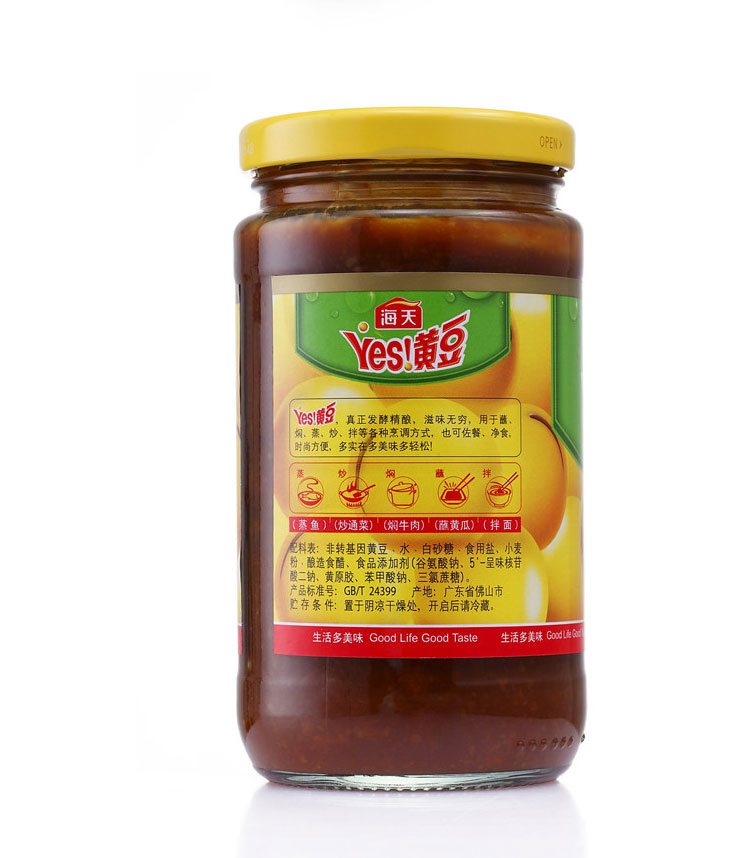 OPEN>
海天
Yes!黄豆
Yes!黄豆，真正发酵精酿，滋味无穷，用于蘸、
焖、蒸、炒、拌等各种烹调方式，也可佐餐、净食，
时尚方便，多实在多美味多轻松!
蒸 炒 焖 蘸 拌
(蒸鱼) (炒通菜) (焖牛肉) (蘸黄瓜) (拌面)
配料表: 非转基因黄豆、水、白砂糖、食用盐、小麦
粉、酿造食醋、食品添加剂(谷氨酸钠、5′-呈味核苷
酸二钠、黄原胶、苯甲酸钠、三氯蔗糖)。
产品标准号: GB/T 24399 产地: 广东省佛山市
贮存条件: 置于阴凉干燥处，开启后请冷藏。
生活多美味 Good Life Good Taste 生活多美味 Good Life Good